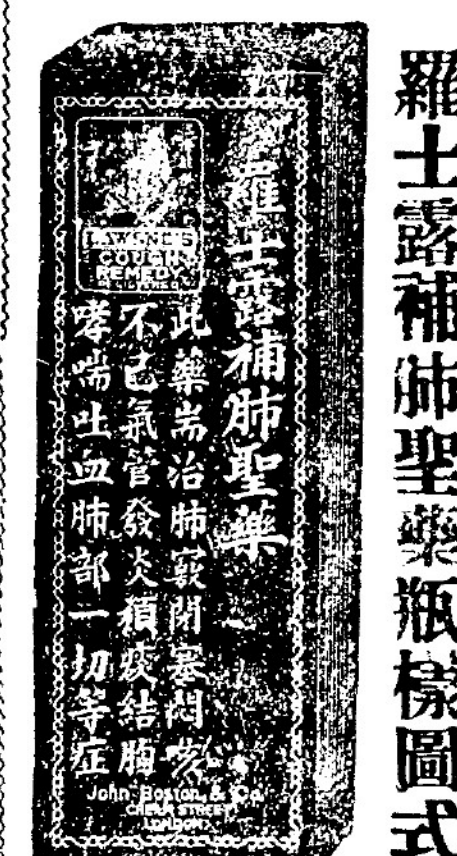 羅士露補肺聖藥瓶樣圖式
羅士露補肺聖藥
此藥耑治肺竅閉塞悶咳
不已氣管發炎積痰結胸
哮喘吐血肺部一切等症
COUGH
REMEDY
John Boston & Co.
STREET
LONDON